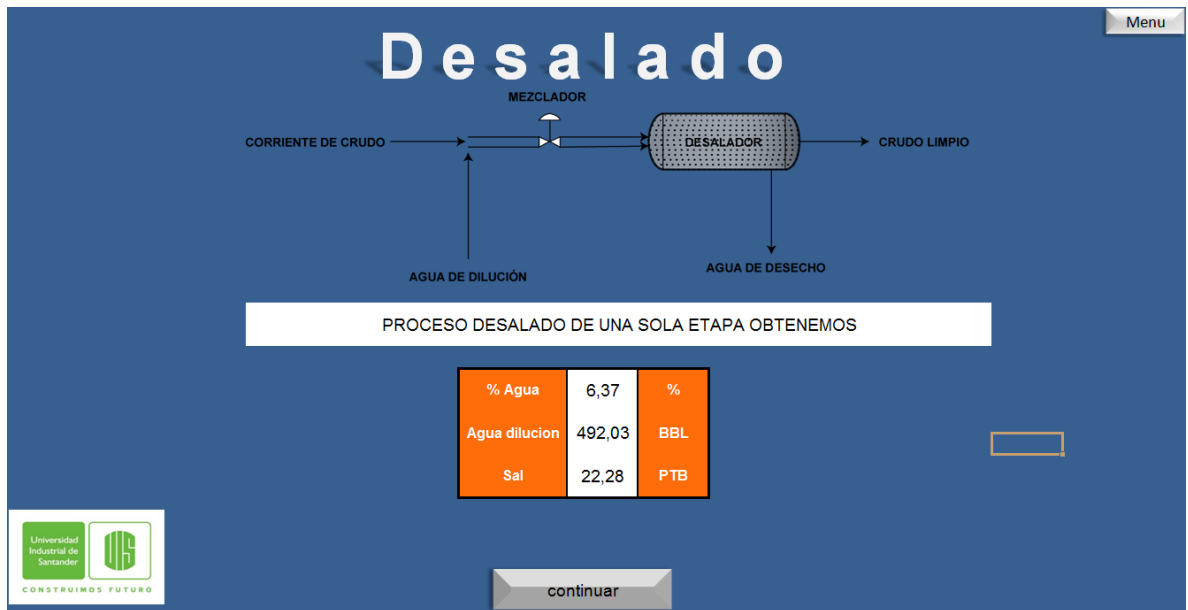 Menu
Desalado
MEZCLADOR
CORRIENTE DE CRUDO
DESALADOR
CRUDO LIMPIO
AGUA DE DILUCIÓN
AGUA DE DESECHO
PROCESO DESALADO DE UNA SOLA ETAPA OBTENEMOS
% Agua 6,37 %
Agua dilucion 492,03 BBL
Sal 22,28 PTB
Universidad
Industrial de
Santander
UIS
CONSTRUIMOS FUTURO
continuar